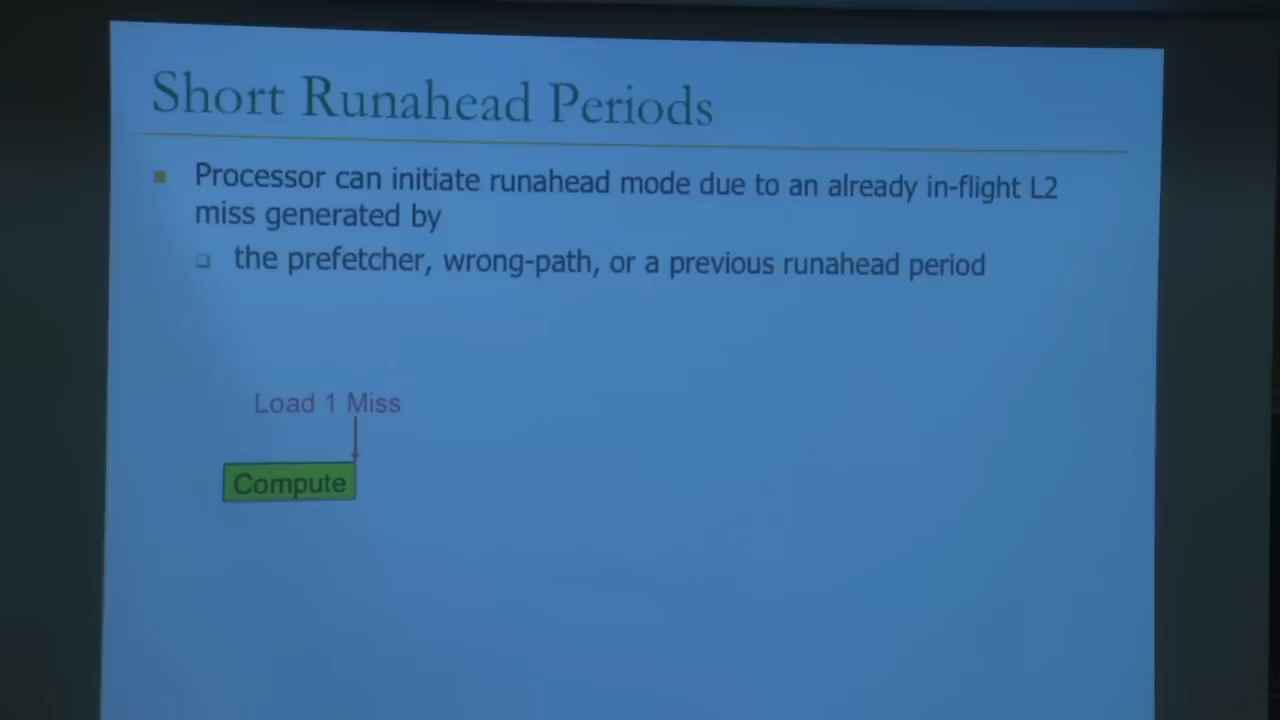 Short Runahead Periods
Processor can initiate runahead mode due to an already in-flight L2
miss generated by
the prefetcher, wrong-path, or a previous runahead period
Load 1 Miss
Compute